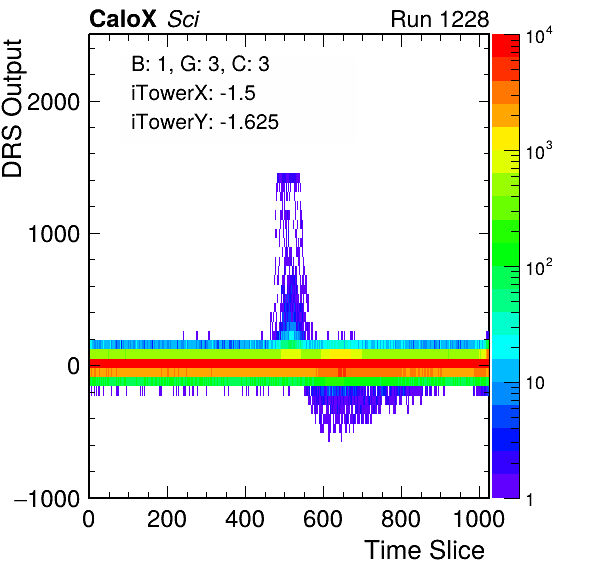 CaloX Sci Run 1228
DRS Output
B: 1, G: 3, C: 3
iTowerX: -1.5
iTowerY: -1.625
2000
1000
0
−1000
0 200 400 600 800 1000
Time Slice
10^4
10^3
10^2
10
1